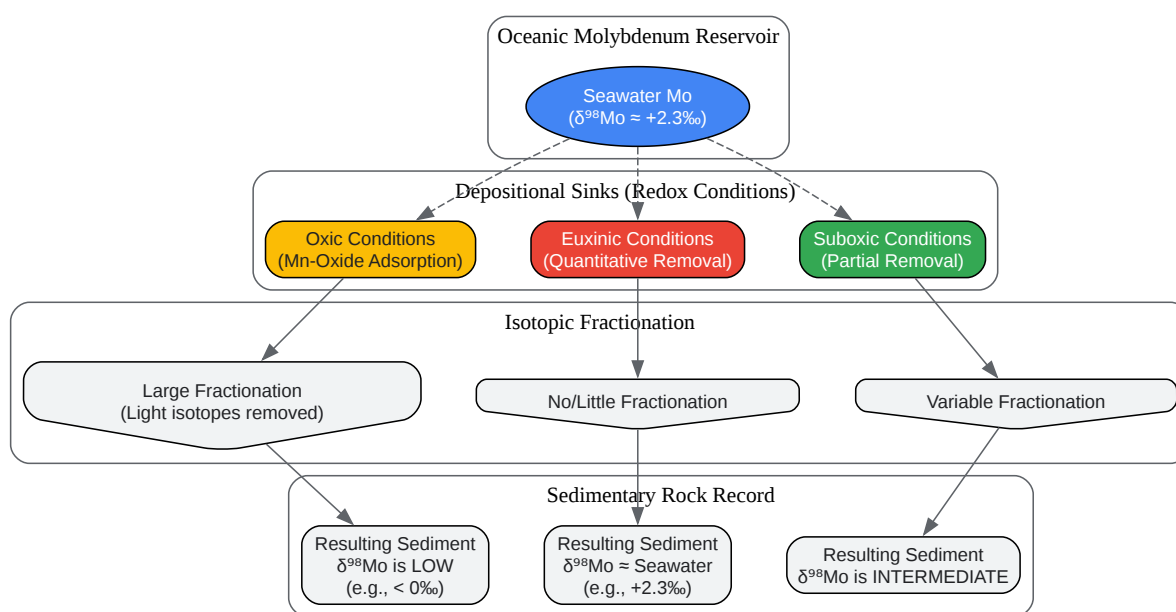 Oceanic Molybdenum Reservoir
Seawater Mo
(δ⁹⁸Mo ≈ +2.3‰)
Depositional Sinks (Redox Conditions)
Oxic Conditions
(Mn-Oxide Adsorption)
Euxinic Conditions
(Quantitative Removal)
Suboxic Conditions
(Partial Removal)
Isotopic Fractionation
Large Fractionation
(Light isotopes removed)
No/Little Fractionation
Variable Fractionation
Sedimentary Rock Record
Resulting Sediment
δ⁹⁸Mo is LOW
(e.g., < 0‰)
Resulting Sediment
δ⁹⁸Mo ≈ Seawater
(e.g., +2.3‰)
Resulting Sediment
δ⁹⁸Mo is INTERMEDIATE